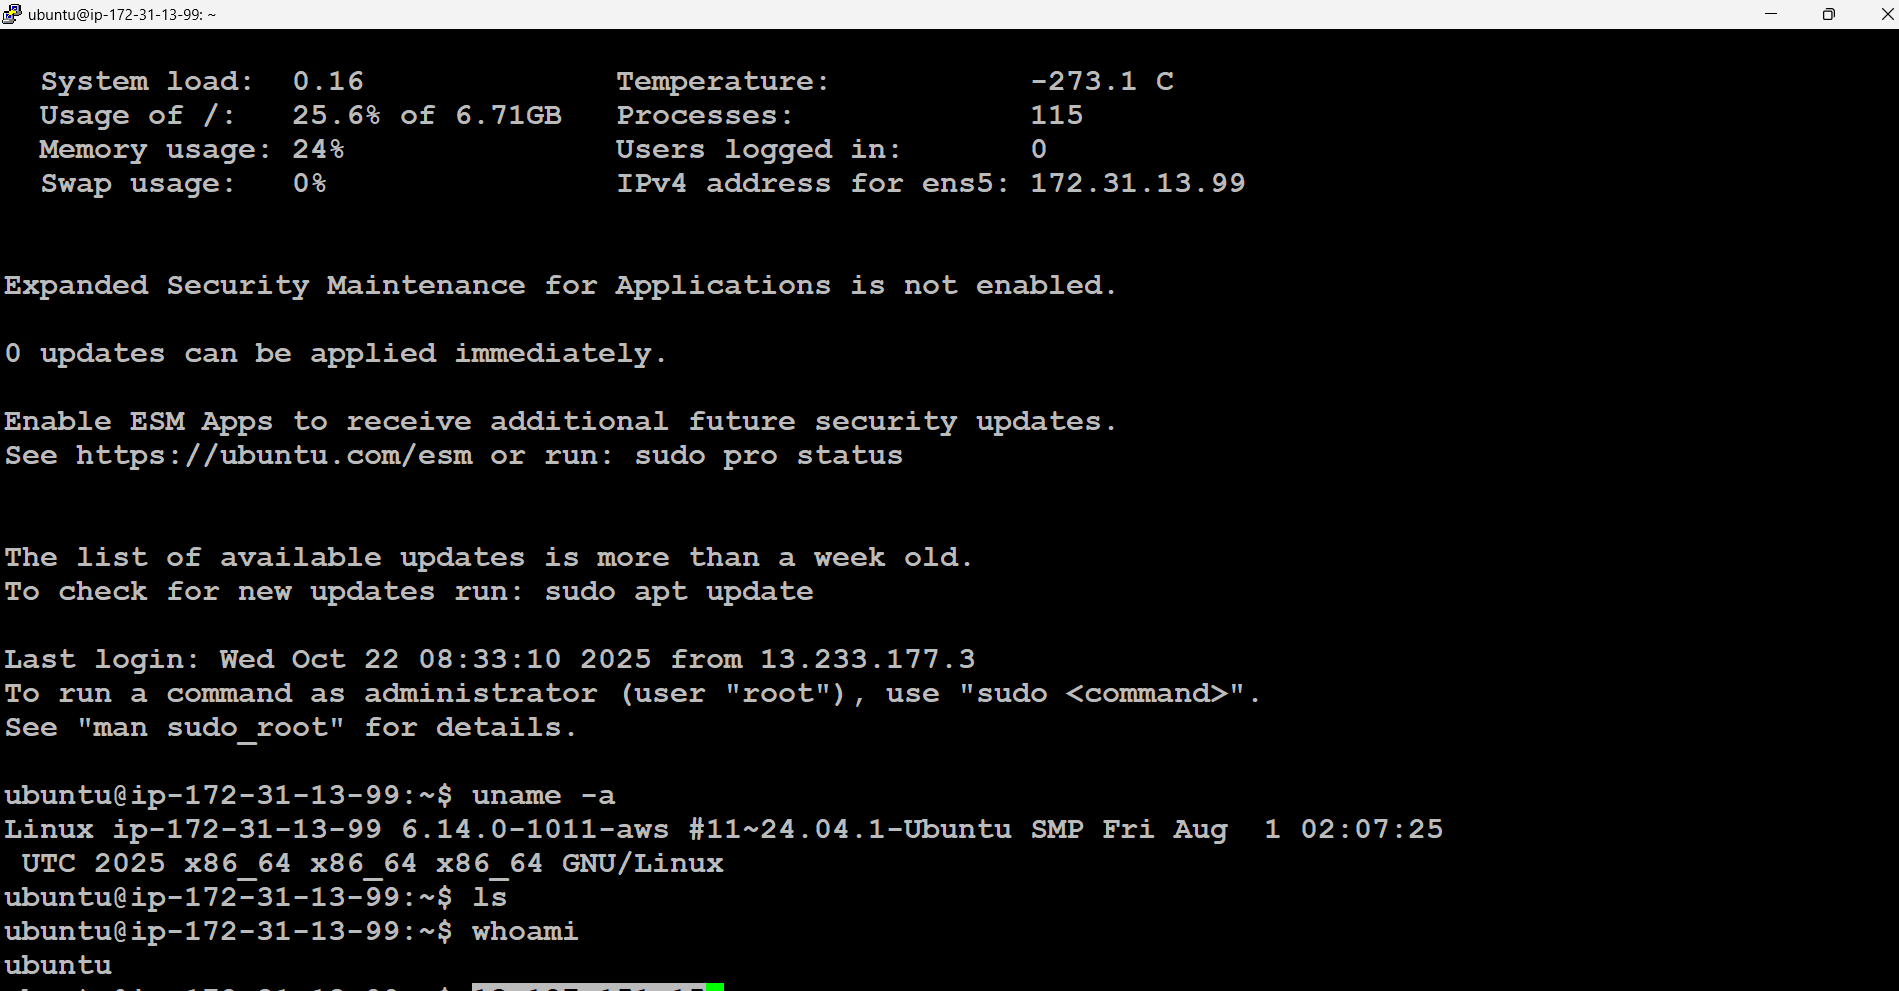 ubuntu@ip-172-31-13-99: ~
System load:  0.16              Temperature:           -273.1 C
Usage of /:   25.6% of 6.71GB   Processes:             115
Memory usage: 24%               Users logged in:       0
Swap usage:   0%                IPv4 address for ens5: 172.31.13.99
Expanded Security Maintenance for Applications is not enabled.
0 updates can be applied immediately.
Enable ESM Apps to receive additional future security updates.
See https://ubuntu.com/esm or run: sudo pro status
The list of available updates is more than a week old.
To check for new updates run: sudo apt update
Last login: Wed Oct 22 08:33:10 2025 from 13.233.177.3
To run a command as administrator (user "root"), use "sudo <command>".
See "man sudo_root" for details.
ubuntu@ip-172-31-13-99:~$ uname -a
Linux ip-172-31-13-99 6.14.0-1011-aws #11~24.04.1-Ubuntu SMP Fri Aug  1 02:07:25
 UTC 2025 x86_64 x86_64 x86_64 GNU/Linux
ubuntu@ip-172-31-13-99:~$ ls
ubuntu@ip-172-31-13-99:~$ whoami
ubuntu